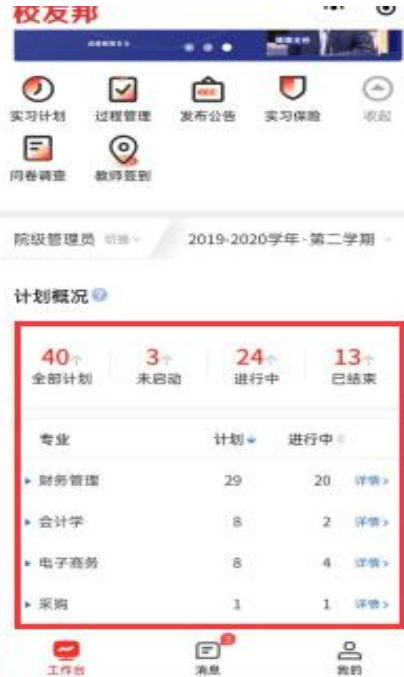 校友邦
实习计划 过程管理 发布公告 实习保险 收起
问卷调查 教师签到
院级管理员 切换 2019-2020学年-第二学期
计划概况
40个 3个 24个 13个
全部计划 未启动 进行中 已结束
专业 计划 进行中
财务管理 29 20 详情>
会计学 8 2 详情>
电子商务 8 4 详情>
采购 1 1 详情>
3
工作台 消息 我的